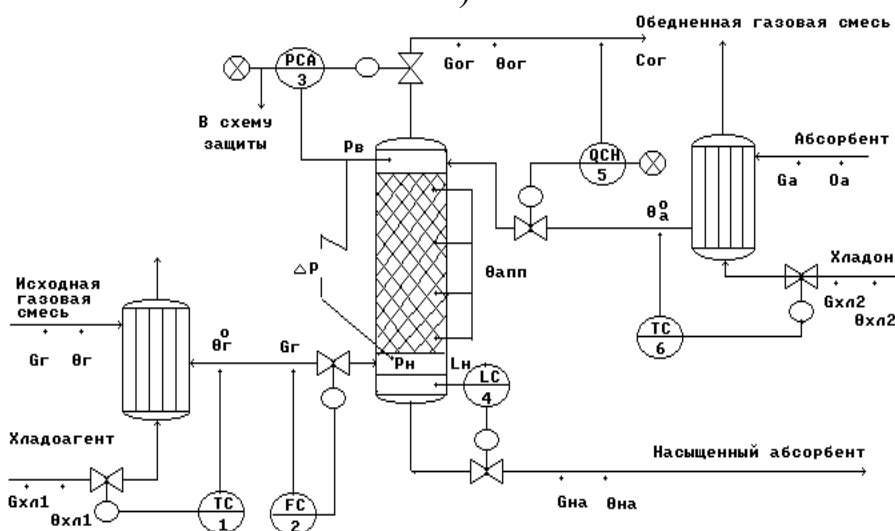 )
Обедненная газовая смесь
PCA
3
Gог
θог
Cог
В схему
защиты
Pв
QCH
5
Абсорбент
Gа
Oа
θ°а
ΔP
θапп
Хладон
Gхл2
θхл2
Исходная
газовая
смесь
Gг
θг
θ°г
Gг
Pн
Lн
LC
4
TC
6
Хладоагент
Насыщенный абсорбент
Gхл1
θхл1
TC
1
FC
2
Gна
θна